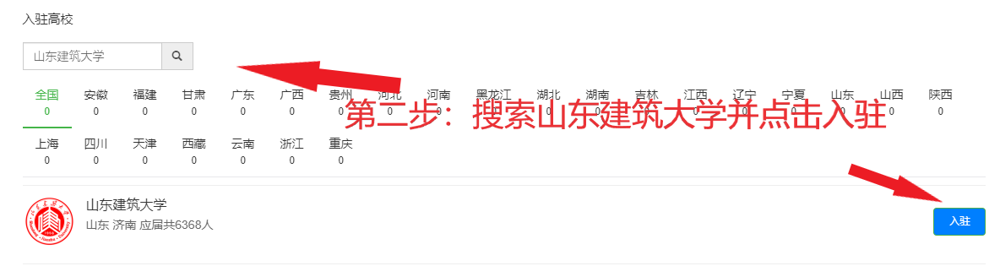 入驻高校
山东建筑大学
全国 安徽 福建 甘肃 广东 广西 贵州 河北 河南 黑龙江 湖北 湖南 吉林 江西 辽宁 宁夏 山东 山西 陕西
0 0 0 0 0 0 0 0 0 0 0 0 0 0 0 0 0 0 0
第二步：搜索山东建筑大学并点击入驻
上海 四川 天津 西藏 云南 浙江 重庆
0 0 0 0 0 0 0
山东建筑大学
山东 济南 应届共6368人
入驻